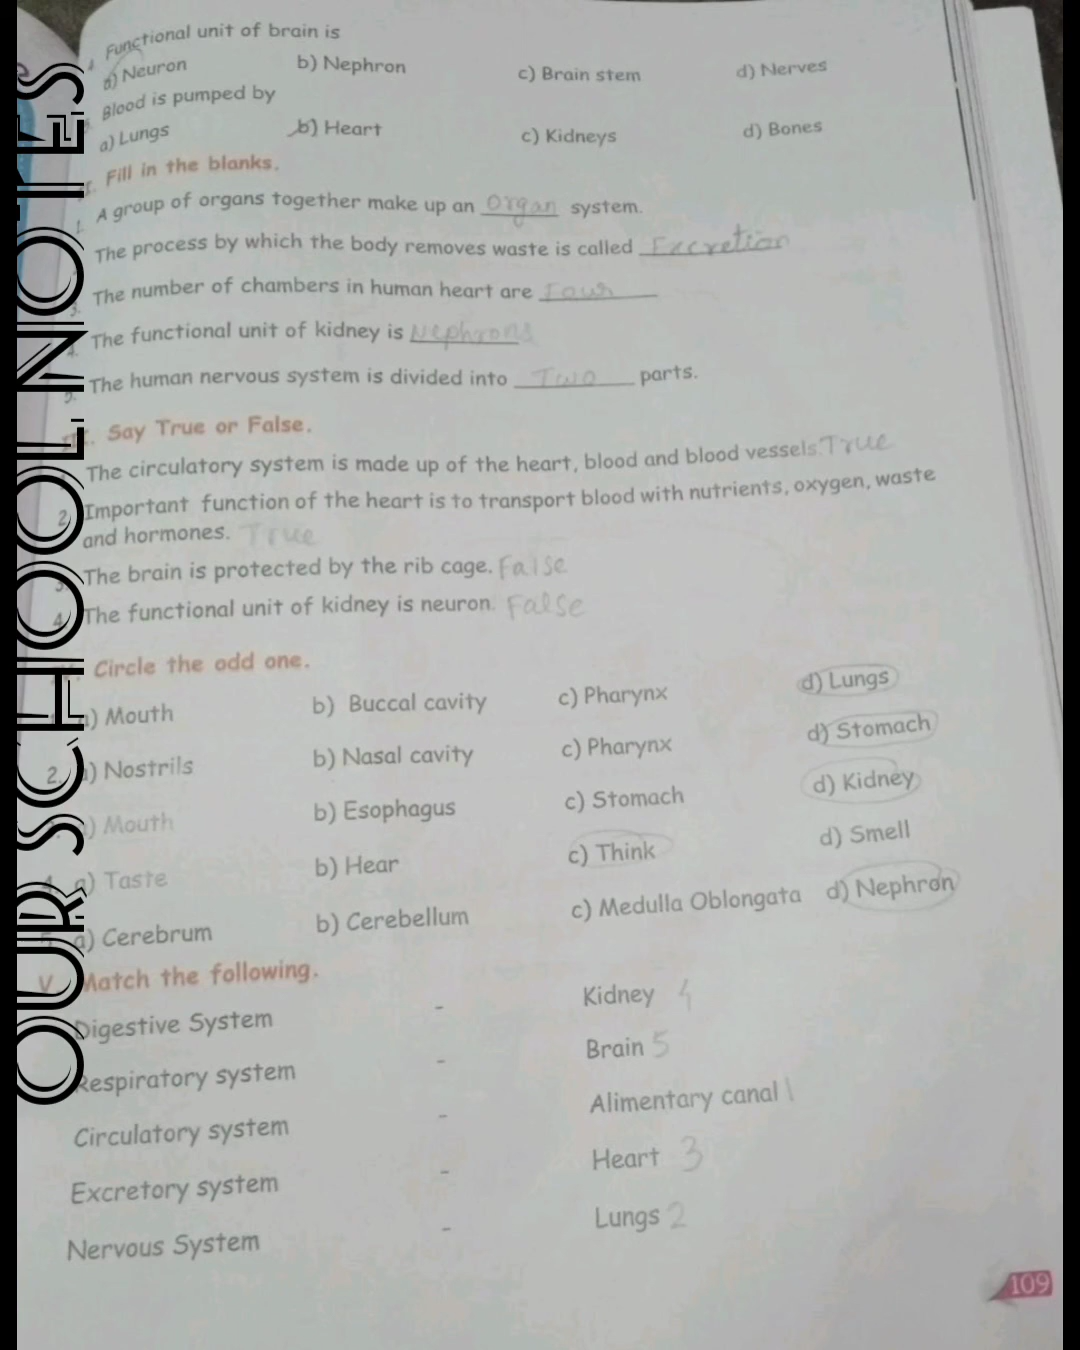 OUR SCHOOL NOTES
4. Functional unit of brain is
a) Neuron b) Nephron c) Brain stem d) Nerves
5. Blood is pumped by
a) Lungs b) Heart c) Kidneys d) Bones
II. Fill in the blanks.
1. A group of organs together make up an organ system.
The process by which the body removes waste is called Excretion
3. The number of chambers in human heart are Four
4. The functional unit of kidney is Nephrons
5. The human nervous system is divided into Two parts.
III. Say True or False.
The circulatory system is made up of the heart, blood and blood vessels. True
2. Important function of the heart is to transport blood with nutrients, oxygen, waste
and hormones. True
3. The brain is protected by the rib cage. False
4. The functional unit of kidney is neuron. False
Circle the odd one.
a) Mouth b) Buccal cavity c) Pharynx d) Lungs
2. a) Nostrils b) Nasal cavity c) Pharynx d) Stomach
a) Mouth b) Esophagus c) Stomach d) Kidney
4. a) Taste b) Hear c) Think d) Smell
5. a) Cerebrum b) Cerebellum c) Medulla Oblongata d) Nephron
V. Match the following.
Digestive System - Kidney 4
Respiratory system - Brain 5
Circulatory system - Alimentary canal 1
Excretory system - Heart 3
Nervous System - Lungs 2
109